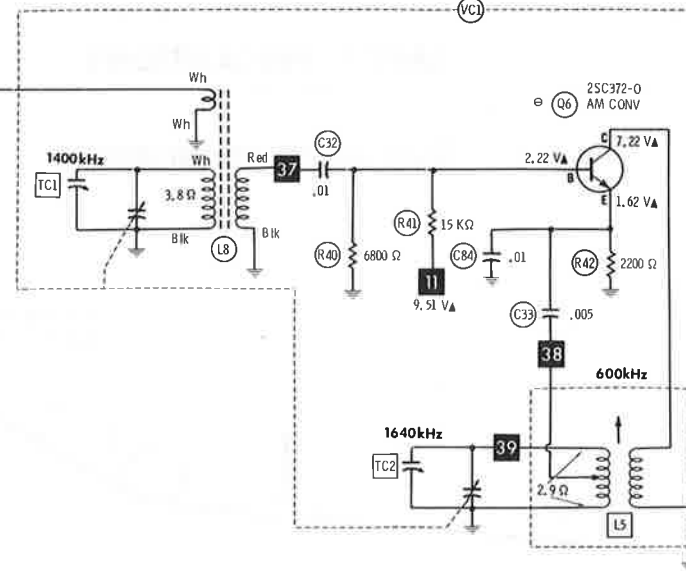 VC1
Wh
Wh
2SC372-O
⊖ Q6 AM CONV
C
7.22 V▲
2.22 V▲
B
E
1.62 V▲
C32
.01
1400kHz
Wh
Red
37
TC1
3.8 Ω
Blk
L8
Blk
R40
6800 Ω
R41
15 KΩ
11
9.51 V▲
C84
.01
R42
2200 Ω
C33
.005
38
600kHz
1640kHz
39
TC2
2.9 Ω
L5